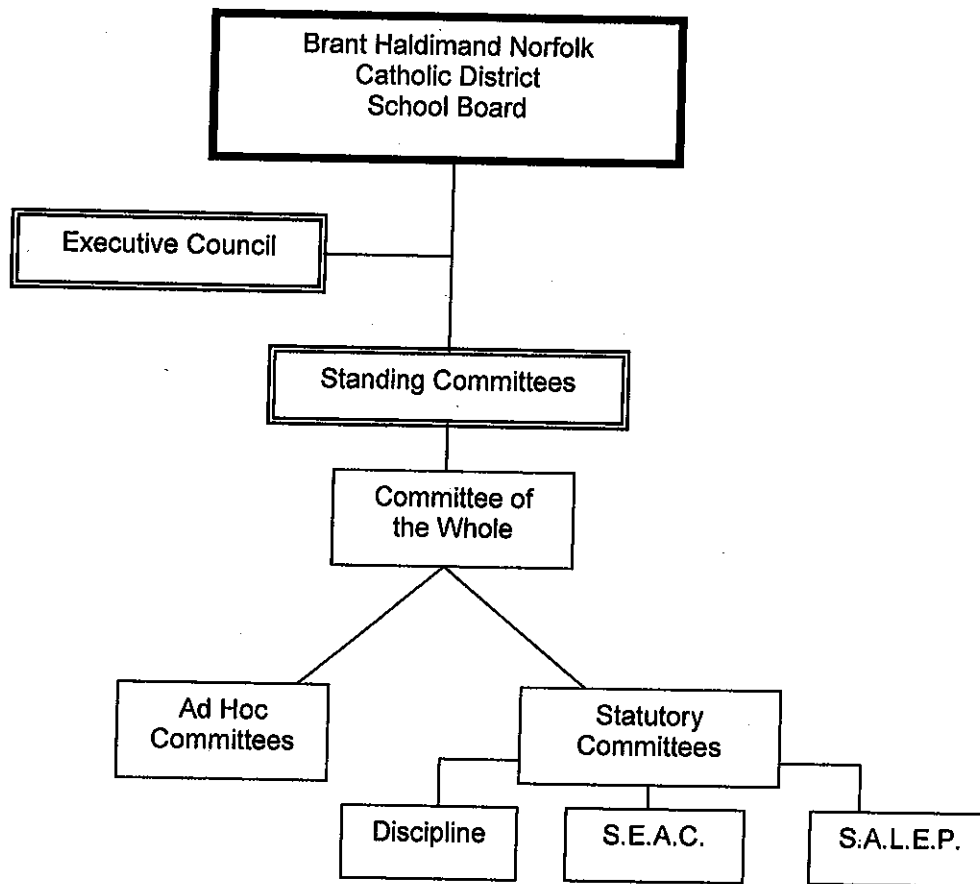 Brant Haldimand Norfolk
Catholic District
School Board
Executive Council
Standing Committees
Committee of
the Whole
Ad Hoc
Committees
Statutory
Committees
Discipline
S.E.A.C.
S.A.L.E.P.